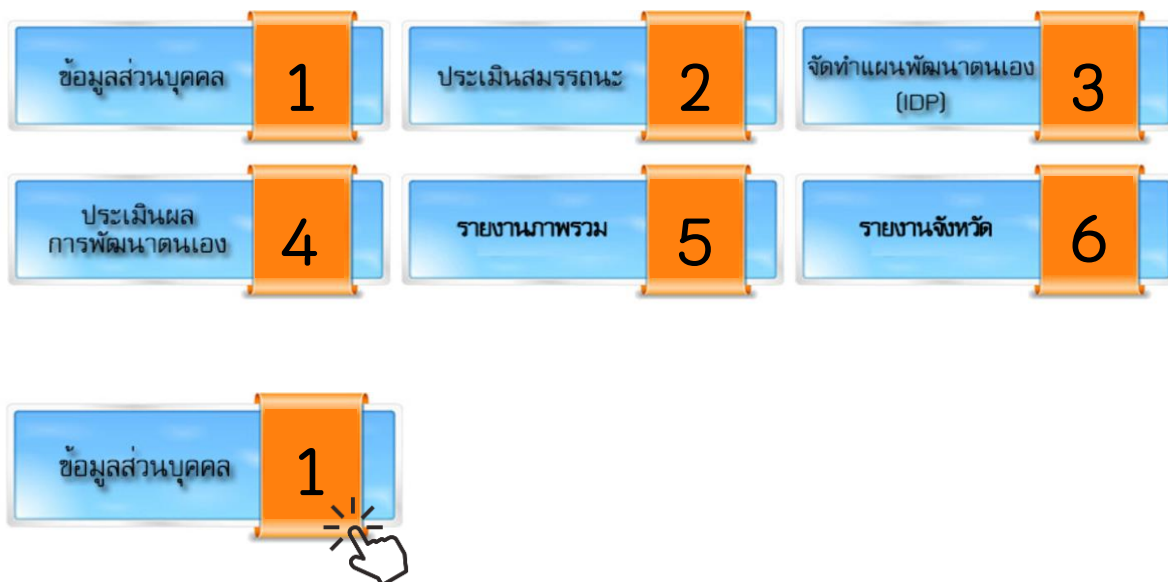 ข้อมูลส่วนบุคคล 1
ประเมินสมรรถนะ 2
จัดทำแผนพัฒนาตนเอง
(IDP) 3
ประเมินผล
การพัฒนาตนเอง 4
รายงานภาพรวม 5
รายงานจังหวัด 6
ข้อมูลส่วนบุคคล 1